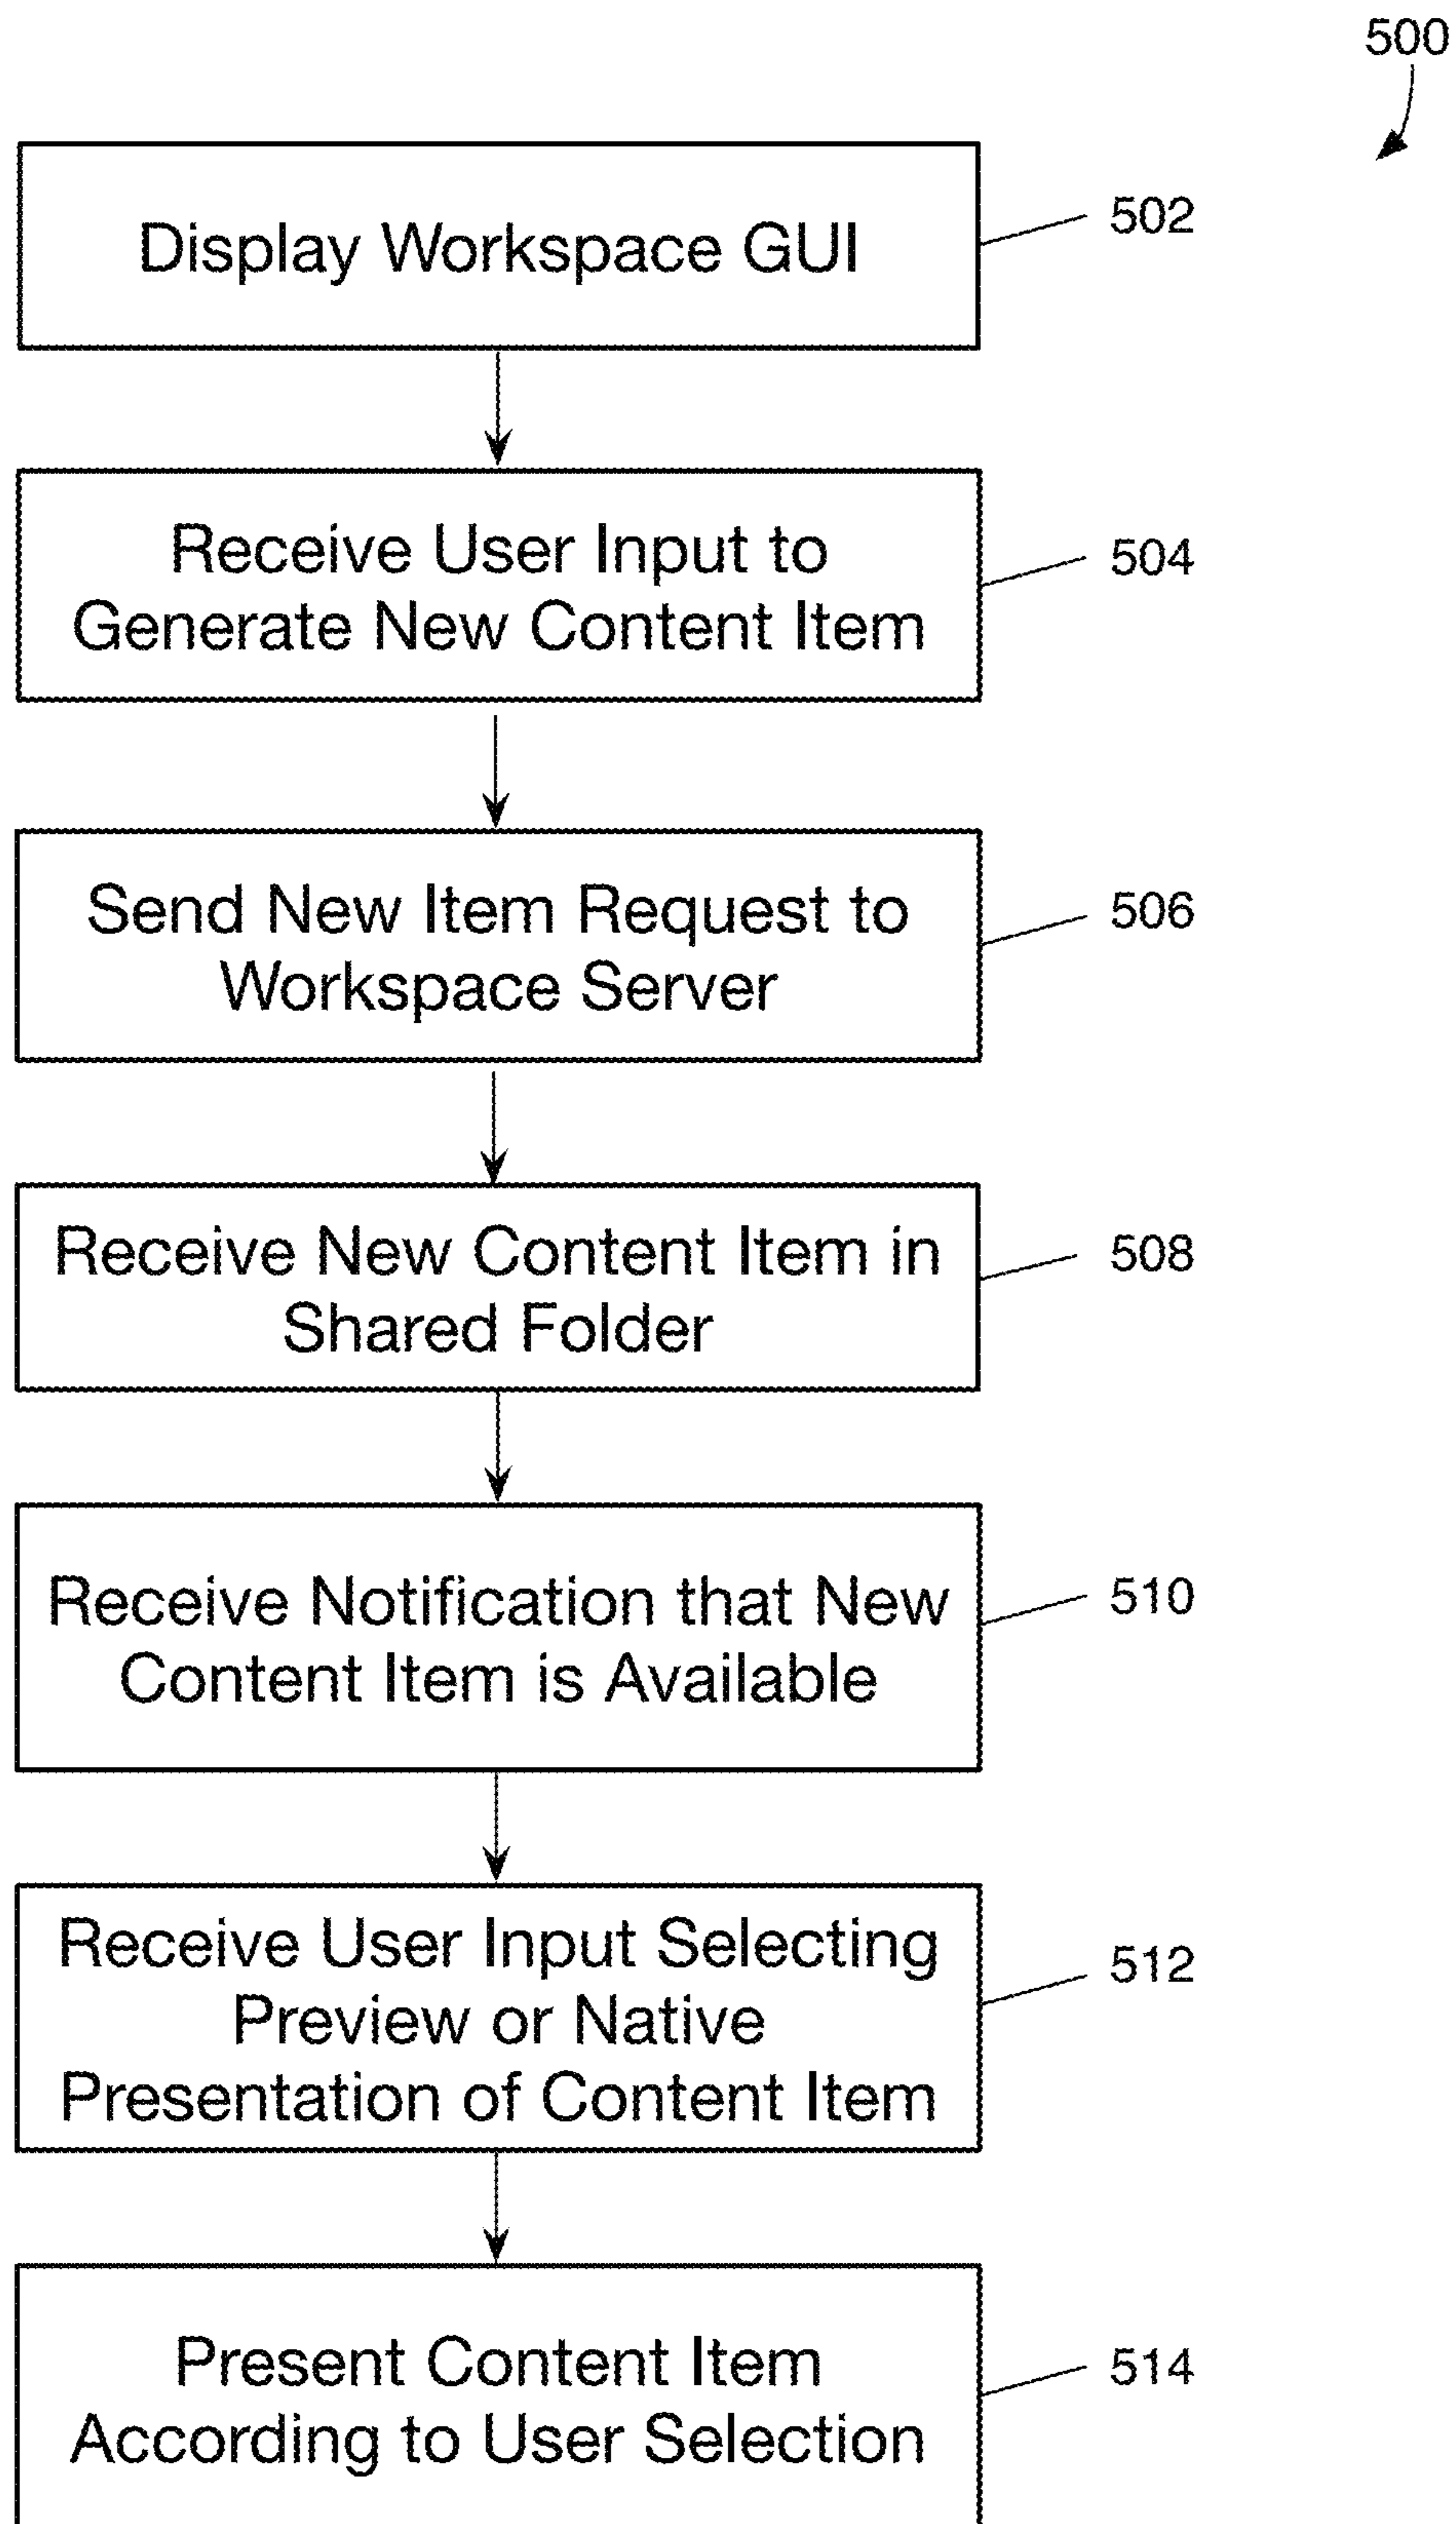 500
Display Workspace GUI
502
Receive User Input to
Generate New Content Item
504
Send New Item Request to
Workspace Server
506
Receive New Content Item in
Shared Folder
508
Receive Notification that New
Content Item is Available
510
Receive User Input Selecting
Preview or Native
Presentation of Content Item
512
Present Content Item
According to User Selection
514